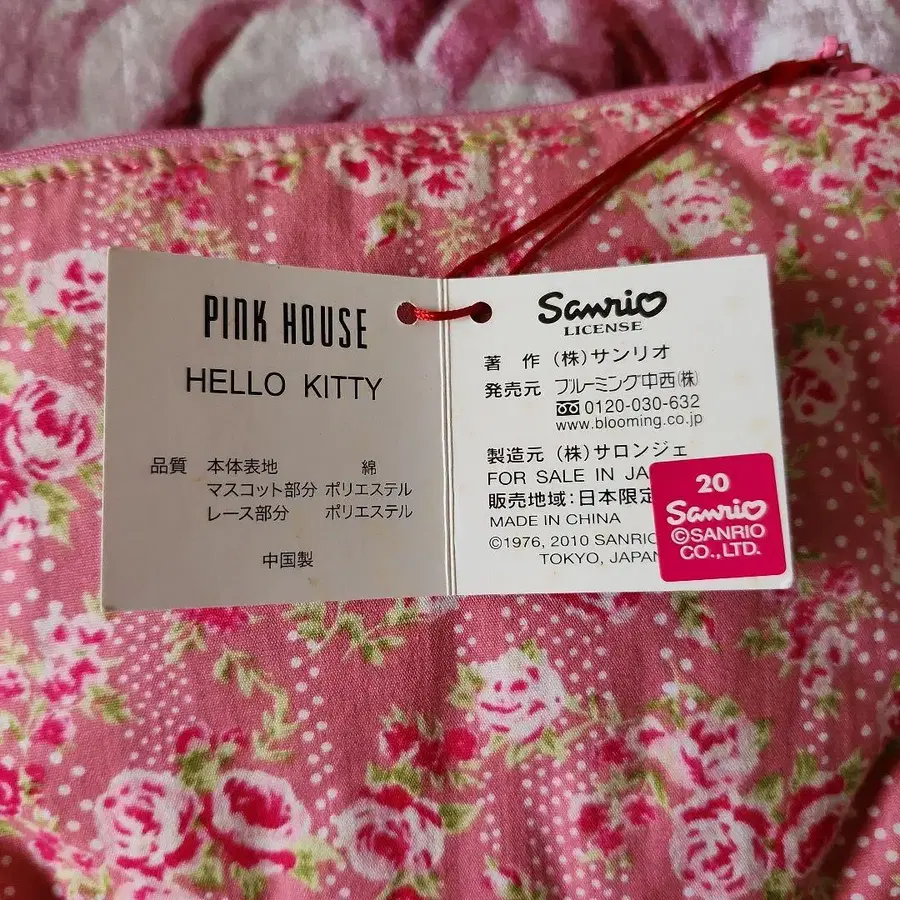 PINK HOUSE
HELLO KITTY
品質 本体表地 綿
マスコット部分 ポリエステル
レース部分 ポリエステル
中国製
Sanrio
LICENSE
著 作 (株)サンリオ
発売元 ブルーミング中西(株)
0120-030-632
www.blooming.co.jp
製造元 (株)サロンジェ
FOR SALE IN
販売地域:日本限定
MADE IN CHINA
©1976, 2010 SANRIO
TOKYO, JAPAN
20
Sanrio
©SANRIO
CO.,LTD.